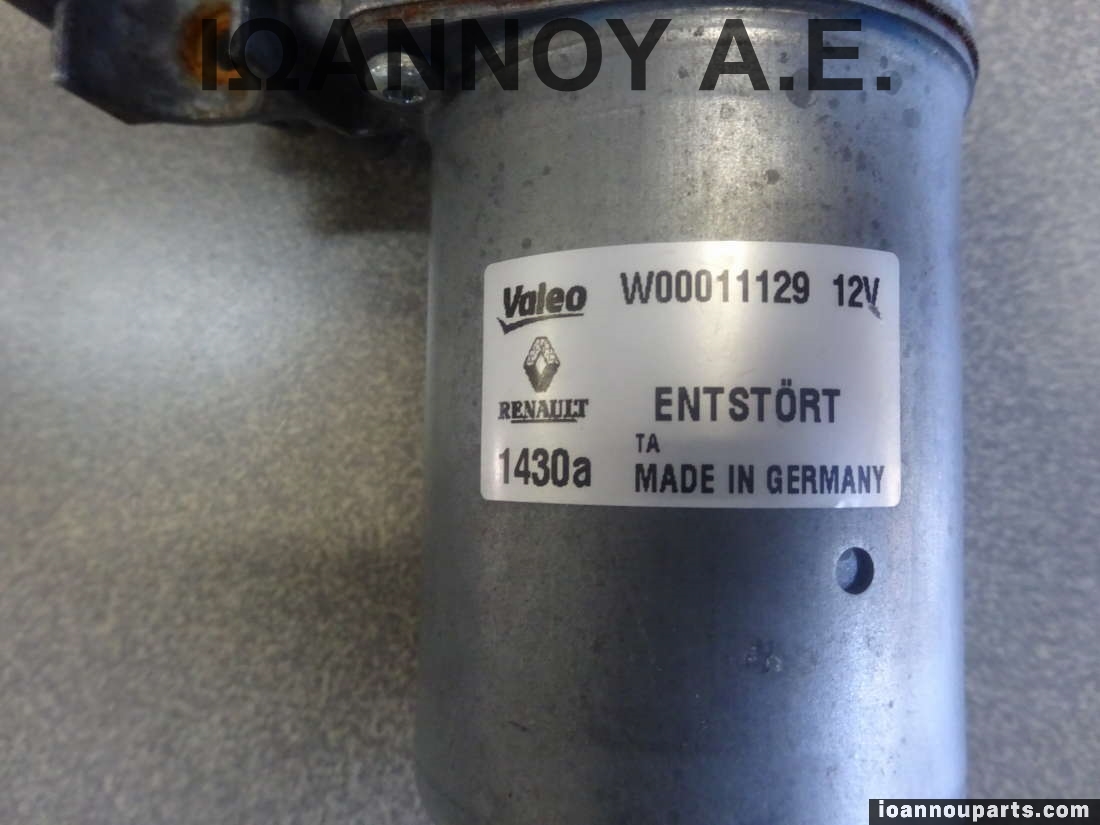 ΙΩΑΝΝΟΥ Α.Ε.
Valeo W00011129 12V
RENAULT ENTSTÖRT
TA
1430a MADE IN GERMANY
ioannouparts.com